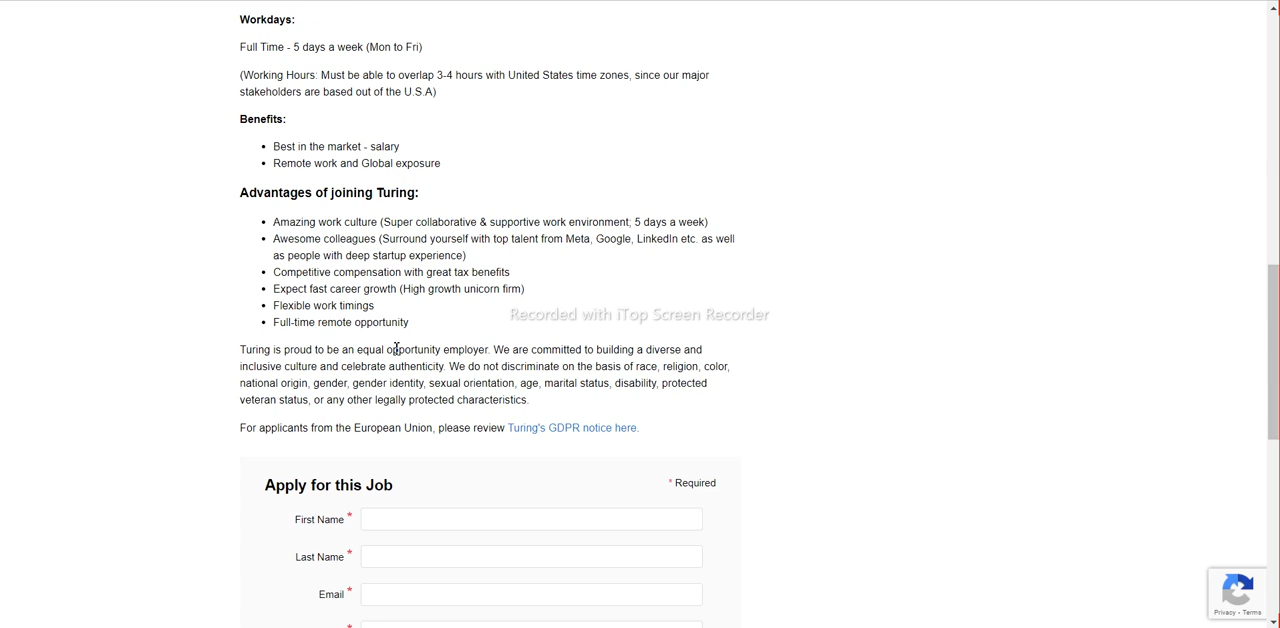 Workdays:
Full Time - 5 days a week (Mon to Fri)
(Working Hours: Must be able to overlap 3-4 hours with United States time zones, since our major
stakeholders are based out of the U.S.A)
Benefits:
• Best in the market - salary
• Remote work and Global exposure
Advantages of joining Turing:
• Amazing work culture (Super collaborative & supportive work environment; 5 days a week)
• Awesome colleagues (Surround yourself with top talent from Meta, Google, LinkedIn etc. as well
as people with deep startup experience)
• Competitive compensation with great tax benefits
• Expect fast career growth (High growth unicorn firm)
• Flexible work timings
Recorded with iTop Screen Recorder
• Full-time remote opportunity
Turing is proud to be an equal opportunity employer. We are committed to building a diverse and
inclusive culture and celebrate authenticity. We do not discriminate on the basis of race, religion, color,
national origin, gender, gender identity, sexual orientation, age, marital status, disability, protected
veteran status, or any other legally protected characteristics.
For applicants from the European Union, please review Turing's GDPR notice here.
Apply for this Job
* Required
First Name *
Last Name *
Email *
*
Privacy - Terms